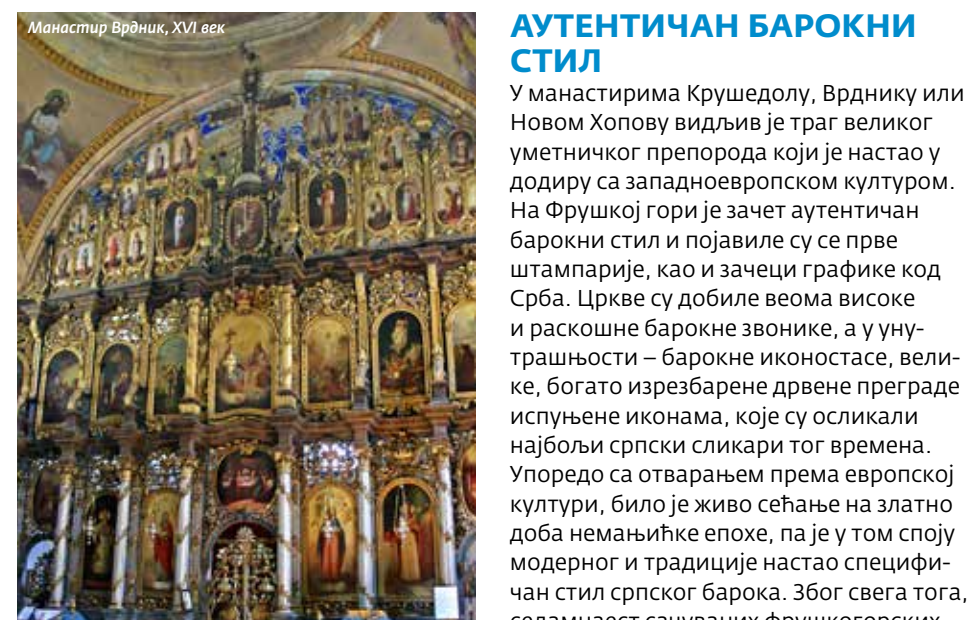 Манастир Врдник, XVI век
АУТЕНТИЧАН БАРОКНИ
СТИЛ
У манастирима Крушедолу, Врднику или
Новом Хопову видљив је траг великог
уметничког препорода који је настао у
додиру са западноевропском културом.
На Фрушкој гори је зачет аутентичан
барокни стил и појавиле су се прве
штампарије, као и зачеци графике код
Срба. Цркве су добиле веома високе
и раскошне барокне звонике, а у уну-
трашњости – барокне иконостасе, вели-
ке, богато изрезбарене дрвене преграде
испуњене иконама, које су осликали
најбољи српски сликари тог времена.
Упоредо са отварањем према европској
култури, било је живо сећање на златно
доба немањићке епохе, па је у том споју
модерног и традиције настао специфи-
чан стил српског барока. Због свега тога,
седамнаест сачуваних фрушкогорских